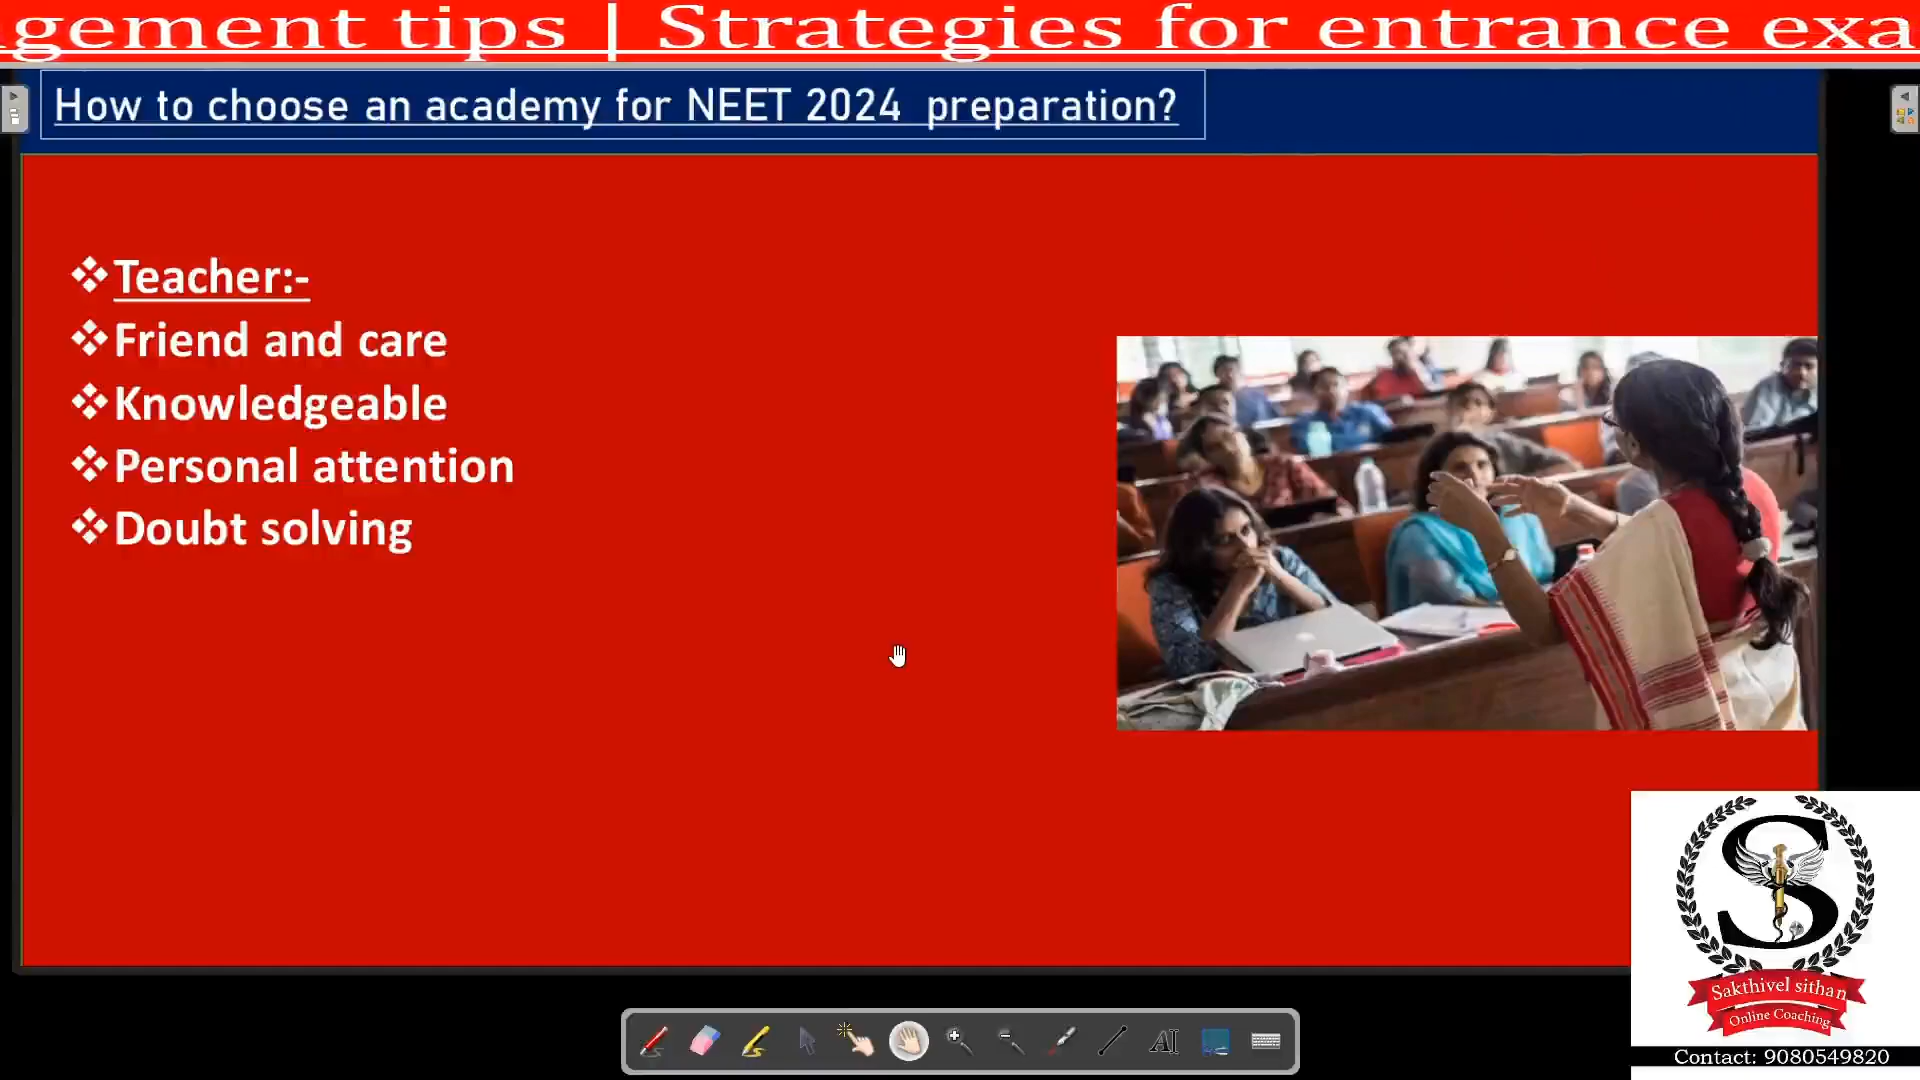 gement tips | Strategies for entrance exa
How to choose an academy for NEET 2024 preparation?
❖Teacher:-
❖Friend and care
❖Knowledgeable
❖Personal attention
❖Doubt solving
S
Sakthivel sithan
Online Coaching
AI
Contact: 9080549820